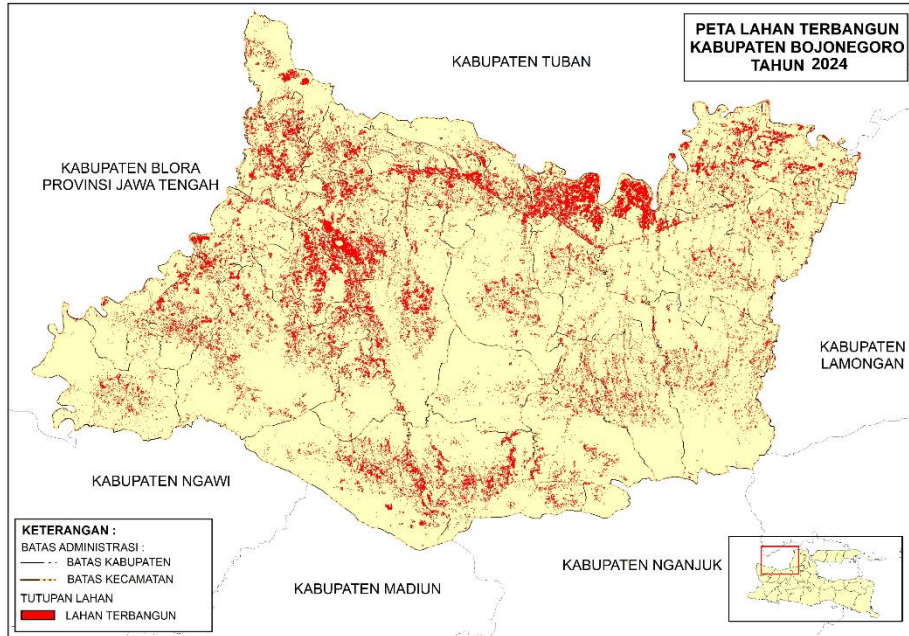 PETA LAHAN TERBANGUN
KABUPATEN BOJONEGORO
TAHUN 2024
KABUPATEN TUBAN
KABUPATEN BLORA
PROVINSI JAWA TENGAH
KABUPATEN
LAMONGAN
KABUPATEN NGAWI
KABUPATEN MADIUN
KABUPATEN NGANJUK
KETERANGAN :
BATAS ADMINISTRASI :
BATAS KABUPATEN
BATAS KECAMATAN
TUTUPAN LAHAN
LAHAN TERBANGUN